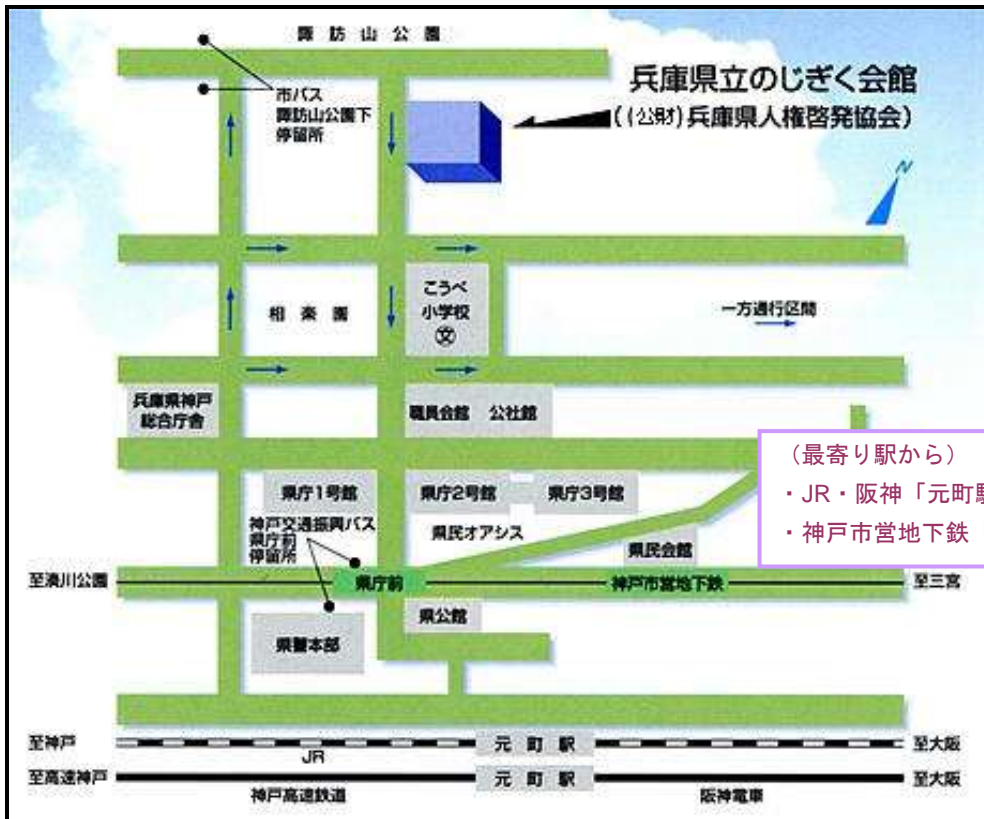 諏訪山公園
兵庫県立のじぎく会館
((公財)兵庫県人権啓発協会)
市バス
諏訪山公園下
停留所
N
こうべ
小学校
文
相楽園
一方通行区間
兵庫県神戸
総合庁舎
職員会館 公社館
(最寄り駅から)
・JR・阪神「元町駅
・神戸市営地下鉄
県庁1号館
県庁2号館
県庁3号館
神戸交通振興バス
県庁前
停留所
県民オアシス
県民会館
至湊川公園
県庁前
神戸市営地下鉄
至三宮
県公館
県警本部
至神戸
JR
元町駅
至大阪
至高速神戸
神戸高速鉄道
元町駅
阪神電車
至大阪